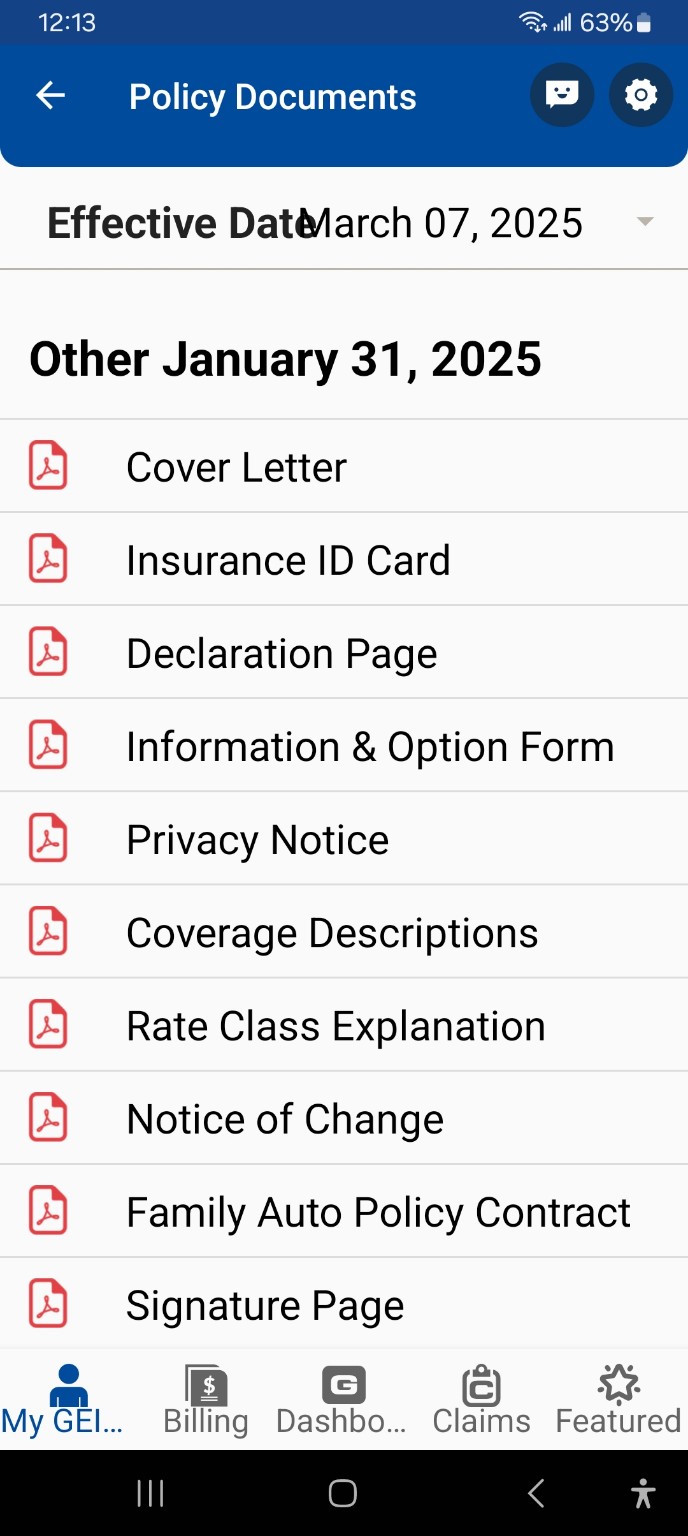 12:13 63%
Policy Documents
Effective Date March 07, 2025
Other January 31, 2025
Cover Letter
Insurance ID Card
Declaration Page
Information & Option Form
Privacy Notice
Coverage Descriptions
Rate Class Explanation
Notice of Change
Family Auto Policy Contract
Signature Page
My GEI... Billing Dashbo... Claims Featured